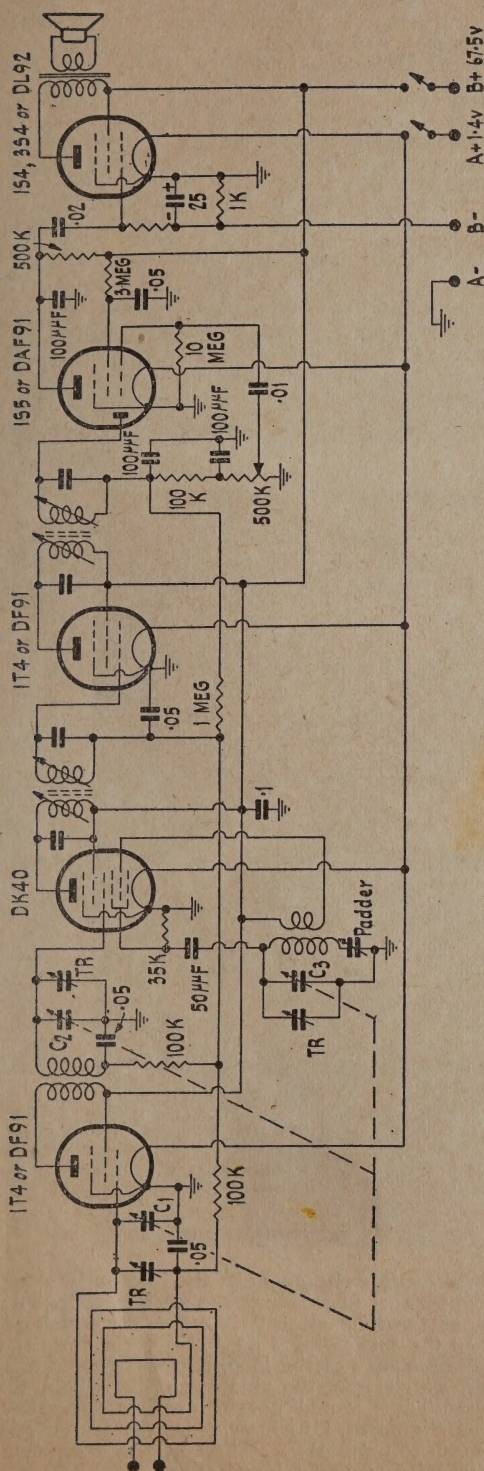 1T4 or DF91
DK40
1T4 or DF91
1S5 or DAF91
1S4, 3S4 or DL92
TR
C1
.05
100K
C2
TR
.05
100K
35K
50μμF
TR
C3
Padder
.1
.05
1 MEG
100μμF
100μμF
100
K
500K
100μμF
500K
.02
3 MEG
.05
10
MEG
.01
- +
25
1K
A-
B-
A+1·4v
B+ 67·5v